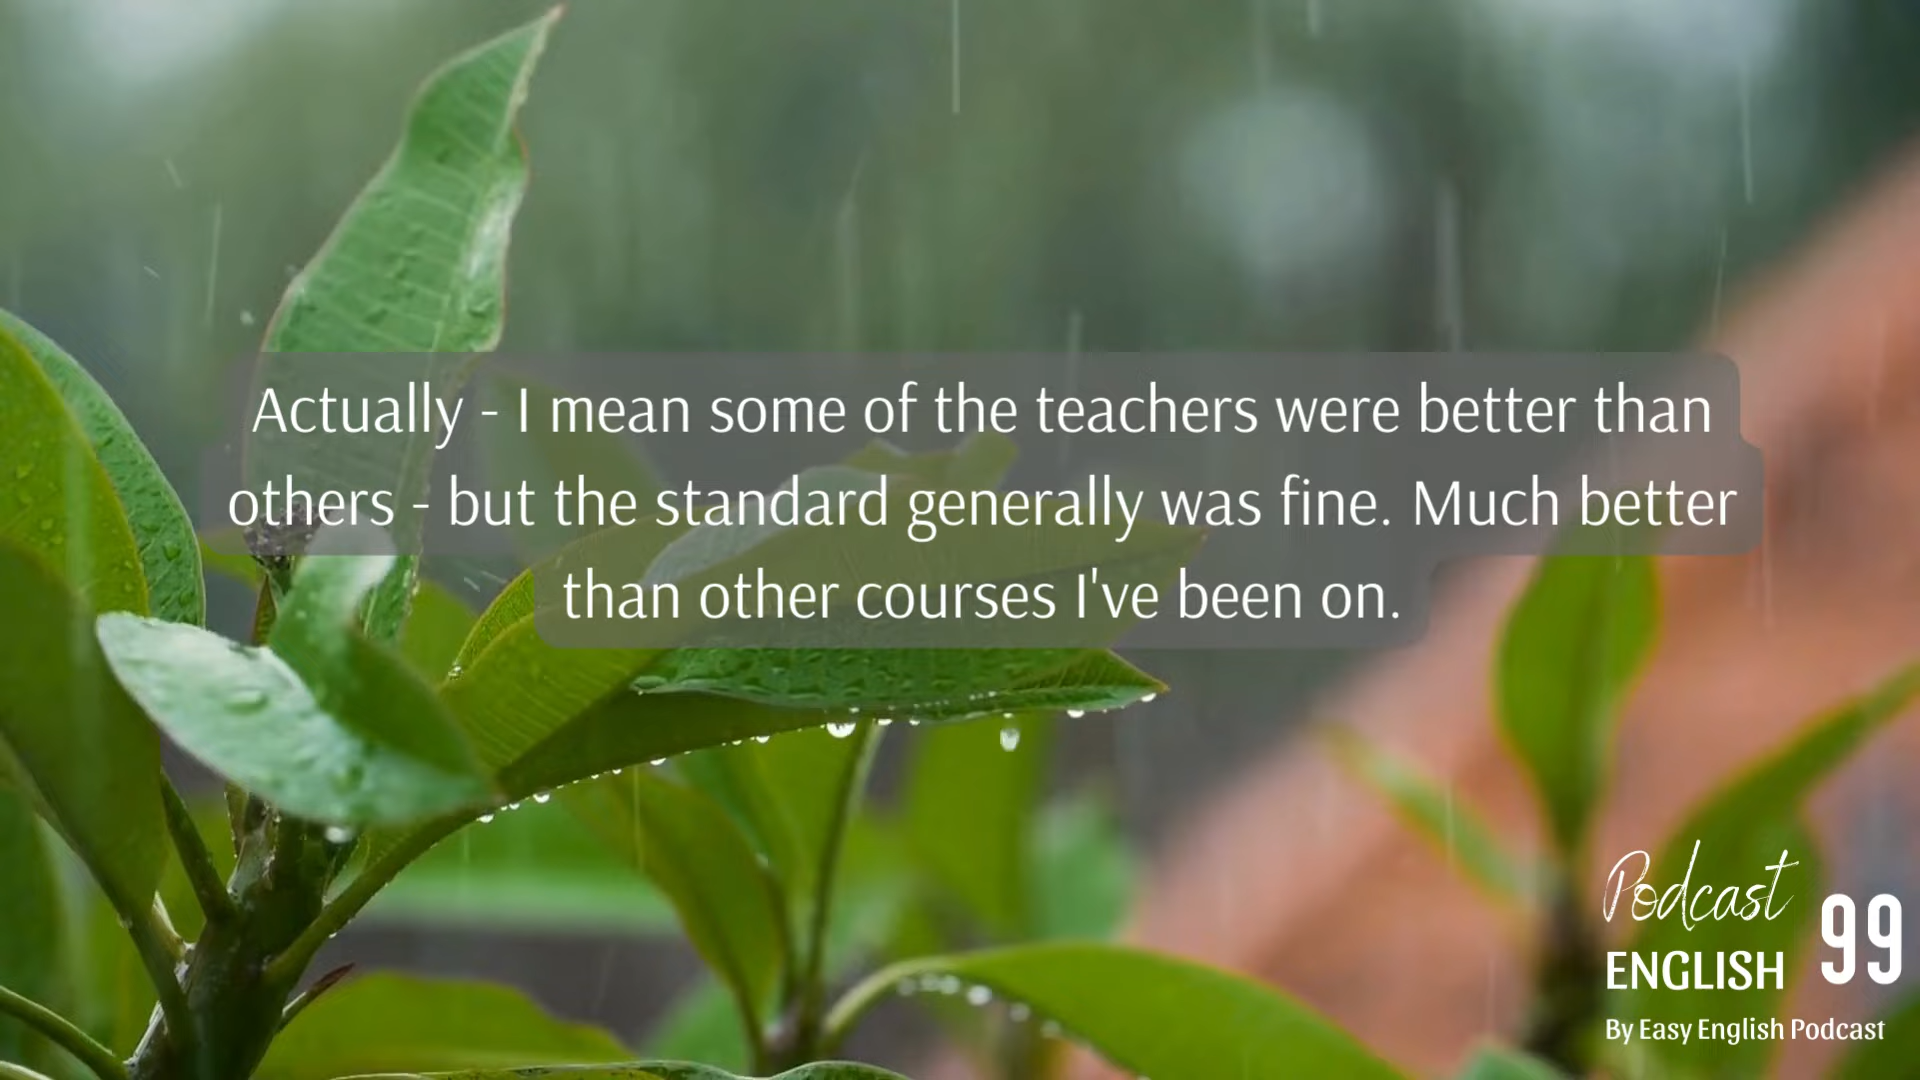 Actually - I mean some of the teachers were better than
others - but the standard generally was fine. Much better
than other courses I've been on.
Podcast
ENGLISH 99
By Easy English Podcast